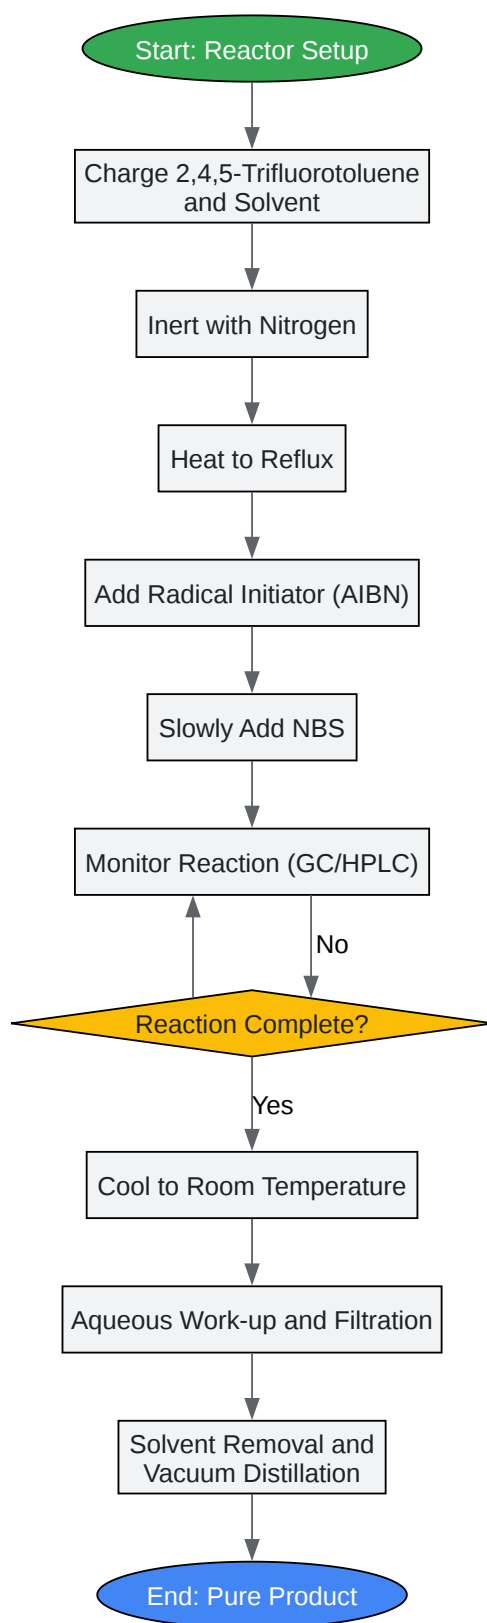 Start: Reactor Setup
Charge 2,4,5-Trifluorotoluene
and Solvent
Inert with Nitrogen
Heat to Reflux
Add Radical Initiator (AIBN)
Slowly Add NBS
Monitor Reaction (GC/HPLC)
No
Reaction Complete?
Yes
Cool to Room Temperature
Aqueous Work-up and Filtration
Solvent Removal and
Vacuum Distillation
End: Pure Product